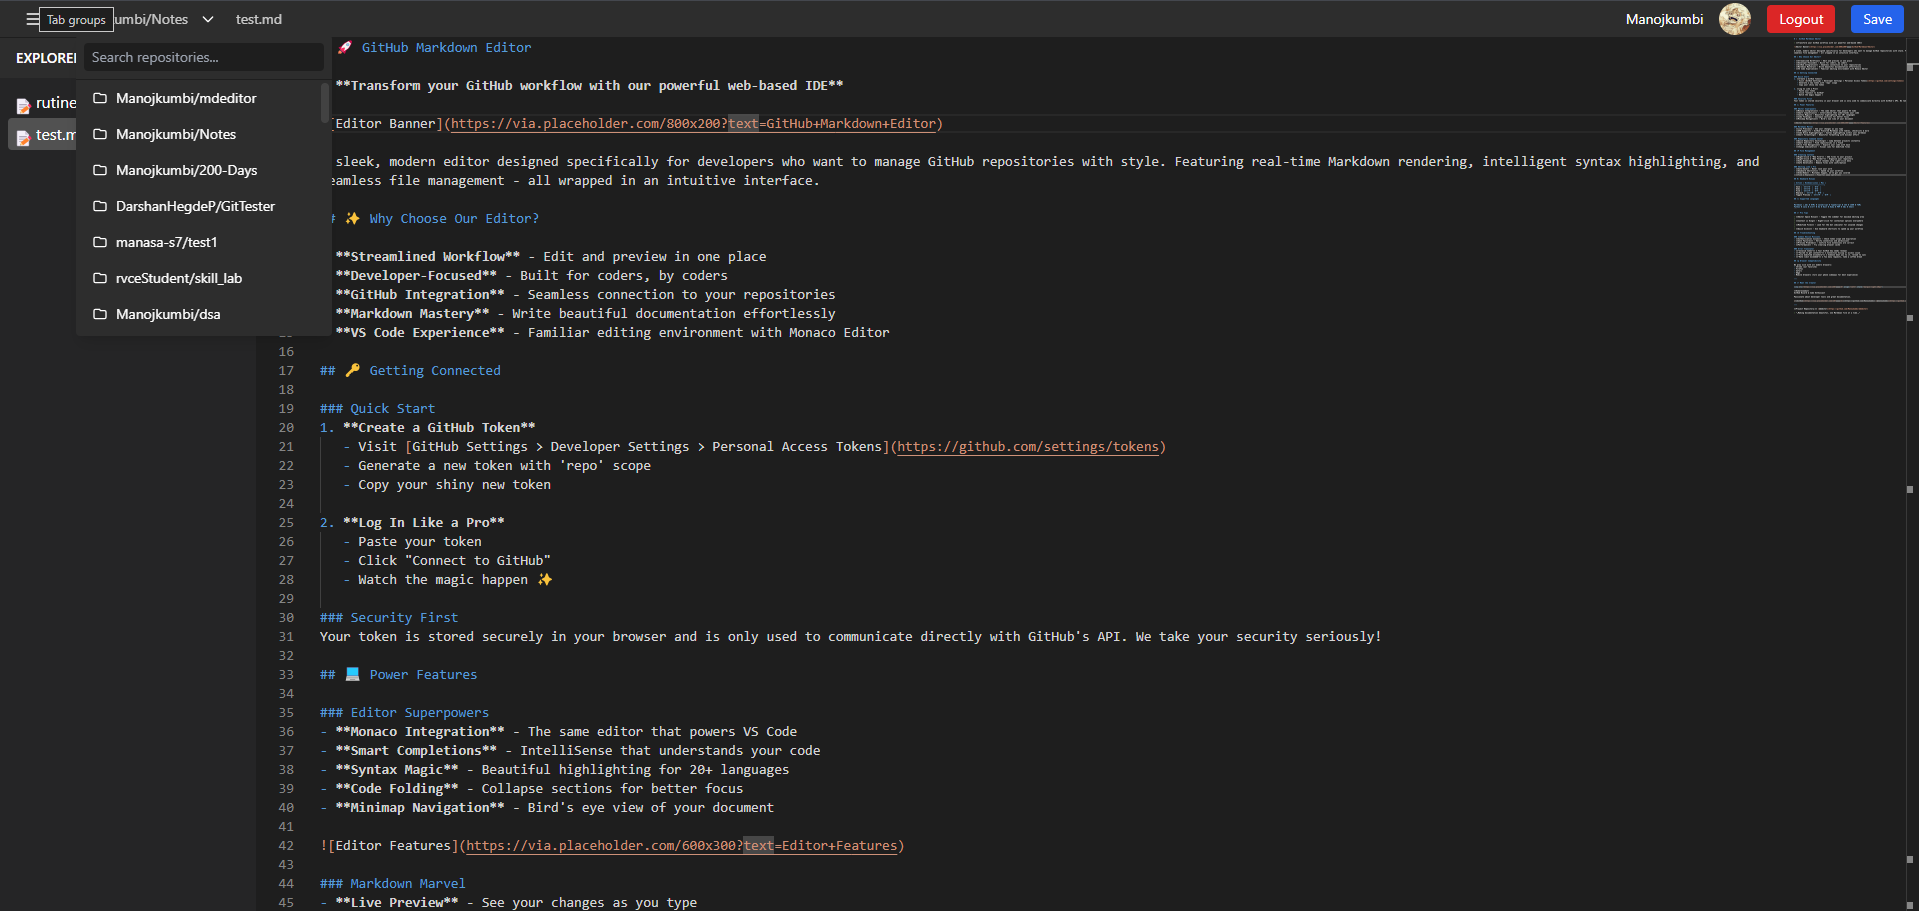 Tab groups
umbi/Notes
test.md
Manojkumbi
Logout
Save
EXPLORER
Search repositories...
rutine
test.m
Manojkumbi/mdeditor
Manojkumbi/Notes
Manojkumbi/200-Days
DarshanHegdeP/GitTester
manasa-s7/test1
rvceStudent/skill_lab
Manojkumbi/dsa
🚀 GitHub Markdown Editor
**Transform your GitHub workflow with our powerful web-based IDE**
[Editor Banner](https://via.placeholder.com/800x200?text=GitHub+Markdown+Editor)
sleek, modern editor designed specifically for developers who want to manage GitHub repositories with style. Featuring real-time Markdown rendering, intelligent syntax highlighting, and
eamless file management - all wrapped in an intuitive interface.
# ✨ Why Choose Our Editor?
**Streamlined Workflow** - Edit and preview in one place
**Developer-Focused** - Built for coders, by coders
**GitHub Integration** - Seamless connection to your repositories
**Markdown Mastery** - Write beautiful documentation effortlessly
**VS Code Experience** - Familiar editing environment with Monaco Editor
16
17 ## 🔑 Getting Connected
18
19 ### Quick Start
20 1. **Create a GitHub Token**
21 - Visit [GitHub Settings > Developer Settings > Personal Access Tokens](https://github.com/settings/tokens)
22 - Generate a new token with 'repo' scope
23 - Copy your shiny new token
24
25 2. **Log In Like a Pro**
26 - Paste your token
27 - Click "Connect to GitHub"
28 - Watch the magic happen ✨
29
30 ### Security First
31 Your token is stored securely in your browser and is only used to communicate directly with GitHub's API. We take your security seriously!
32
33 ## 💻 Power Features
34
35 ### Editor Superpowers
36 - **Monaco Integration** - The same editor that powers VS Code
37 - **Smart Completions** - IntelliSense that understands your code
38 - **Syntax Magic** - Beautiful highlighting for 20+ languages
39 - **Code Folding** - Collapse sections for better focus
40 - **Minimap Navigation** - Bird's eye view of your document
41
42 ![Editor Features](https://via.placeholder.com/600x300?text=Editor+Features)
43
44 ### Markdown Marvel
45 - **Live Preview** - See your changes as you type